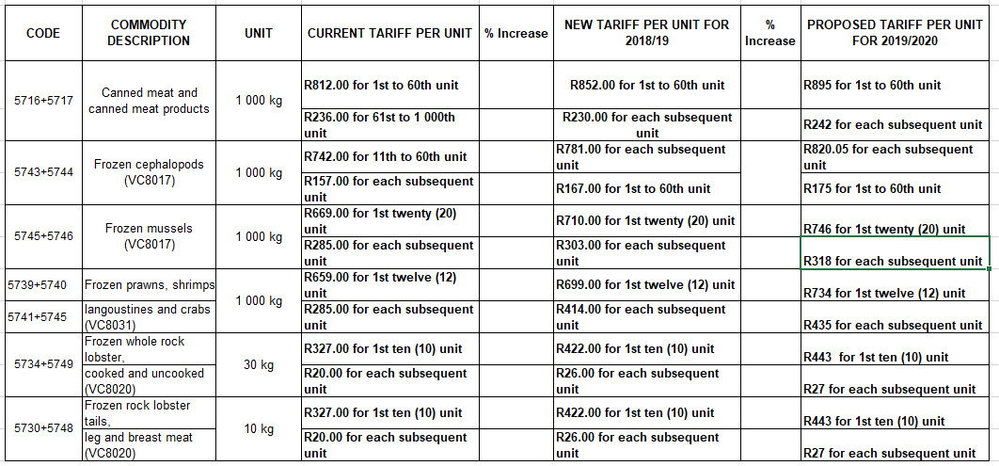 CODE
COMMODITY
DESCRIPTION
UNIT
CURRENT TARIFF PER UNIT
% Increase
NEW TARIFF PER UNIT FOR
2018/19
%
Increase
PROPOSED TARIFF PER UNIT
FOR 2019/2020
5716+5717
Canned meat and
canned meat products
1 000 kg
R812.00 for 1st to 60th unit
R852.00 for 1st to 60th unit
R895 for 1st to 60th unit
R236.00 for 61st to 1 000th
unit
R230.00 for each subsequent
unit
R242 for each subsequent unit
5743+5744
Frozen cephalopods
(VC8017)
1 000 kg
R742.00 for 11th to 60th unit
R781.00 for each subsequent
unit
R820.05 for each subsequent
unit
R157.00 for each subsequent
unit
R167.00 for 1st to 60th unit
R175 for 1st to 60th unit
5745+5746
Frozen mussels
(VC8017)
1 000 kg
R669.00 for 1st twenty (20)
unit
R710.00 for 1st twenty (20) unit
R746 for 1st twenty (20) unit
R285.00 for each subsequent
unit
R303.00 for each subsequent
unit
R318 for each subsequent unit
5739+5740
Frozen prawns, shrimps
1 000 kg
R659.00 for 1st twelve (12)
unit
R699.00 for 1st twelve (12) unit
R734 for 1st twelve (12) unit
5741+5745
langoustines and crabs
(VC8031)
R285.00 for each subsequent
unit
R414.00 for each subsequent
unit
R435 for each subsequent unit
5734+5749
Frozen whole rock
lobster,
cooked and uncooked
(VC8020)
30 kg
R327.00 for 1st ten (10) unit
R422.00 for 1st ten (10) unit
R443 for 1st ten (10) unit
R20.00 for each subsequent
unit
R26.00 for each subsequent
unit
R27 for each subsequent unit
5730+5748
Frozen rock lobster
tails,
leg and breast meat
(VC8020)
10 kg
R327.00 for 1st ten (10) unit
R422.00 for 1st ten (10) unit
R443 for 1st ten (10) unit
R20.00 for each subsequent
unit
R26.00 for each subsequent
unit
R27 for each subsequent unit